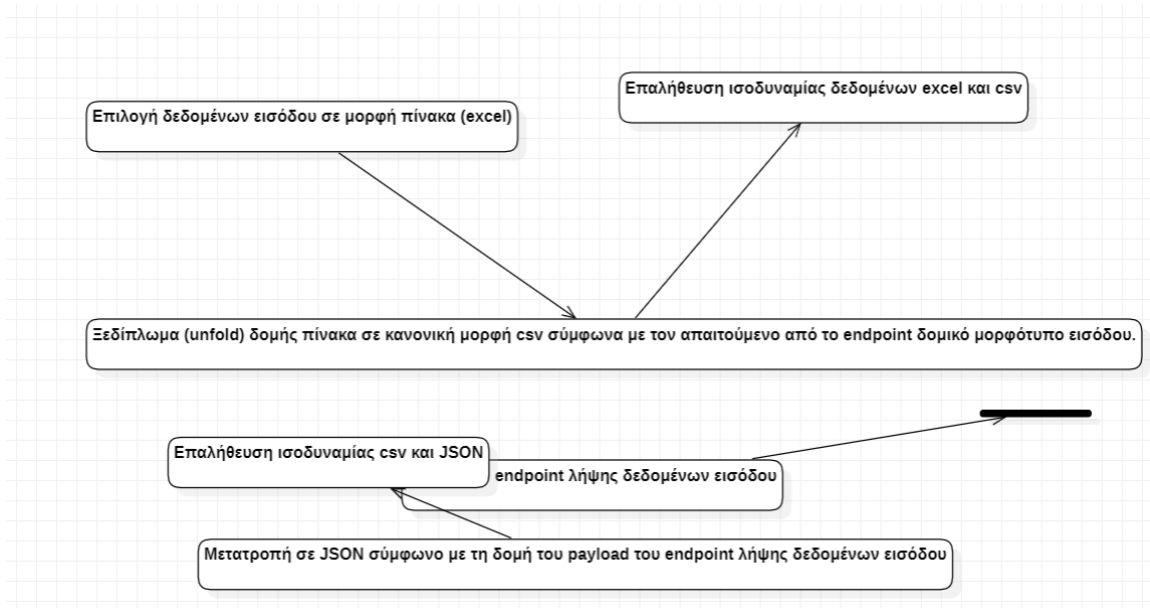 Επαλήθευση ισοδυναμίας δεδομένων excel και csv
Επιλογή δεδομένων εισόδου σε μορφή πίνακα (excel)
Ξεδίπλωμα (unfold) δομής πίνακα σε κανονική μορφή csv σύμφωνα με τον απαιτούμενο από το endpoint δομικό μορφότυπο εισόδου.
Επαλήθευση ισοδυναμίας csv και JSON
endpoint λήψης δεδομένων εισόδου
Μετατροπή σε JSON σύμφωνο με τη δομή του payload του endpoint λήψης δεδομένων εισόδου